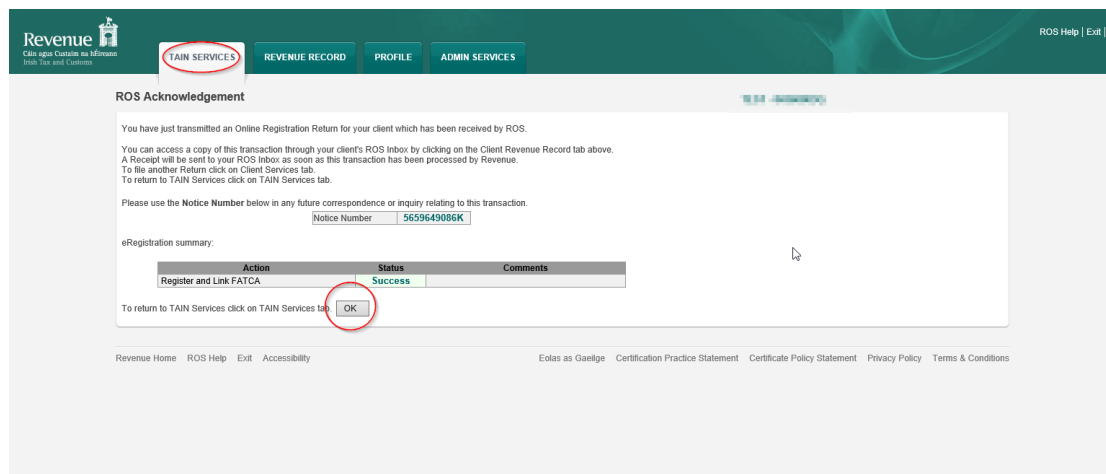 Revenue
Cáin agus Custaim na hÉireann
Irish Tax and Customs
TAIN SERVICES
REVENUE RECORD
PROFILE
ADMIN SERVICES
ROS Help | Exit |
ROS Acknowledgement
You have just transmitted an Online Registration Return for your client which has been received by ROS.
You can access a copy of this transaction through your client's ROS Inbox by clicking on the Client Revenue Record tab above.
A Receipt will be sent to your ROS Inbox as soon as this transaction has been processed by Revenue.
To file another Return click on Client Services tab.
To return to TAIN Services click on TAIN Services tab.
Please use the Notice Number below in any future correspondence or inquiry relating to this transaction.
Notice Number 5659649086K
eRegistration summary:
Action Status Comments
Register and Link FATCA Success
To return to TAIN Services click on TAIN Services tab. OK
Revenue Home ROS Help Exit Accessibility Eolas as Gaeilge Certification Practice Statement Certificate Policy Statement Privacy Policy Terms & Conditions